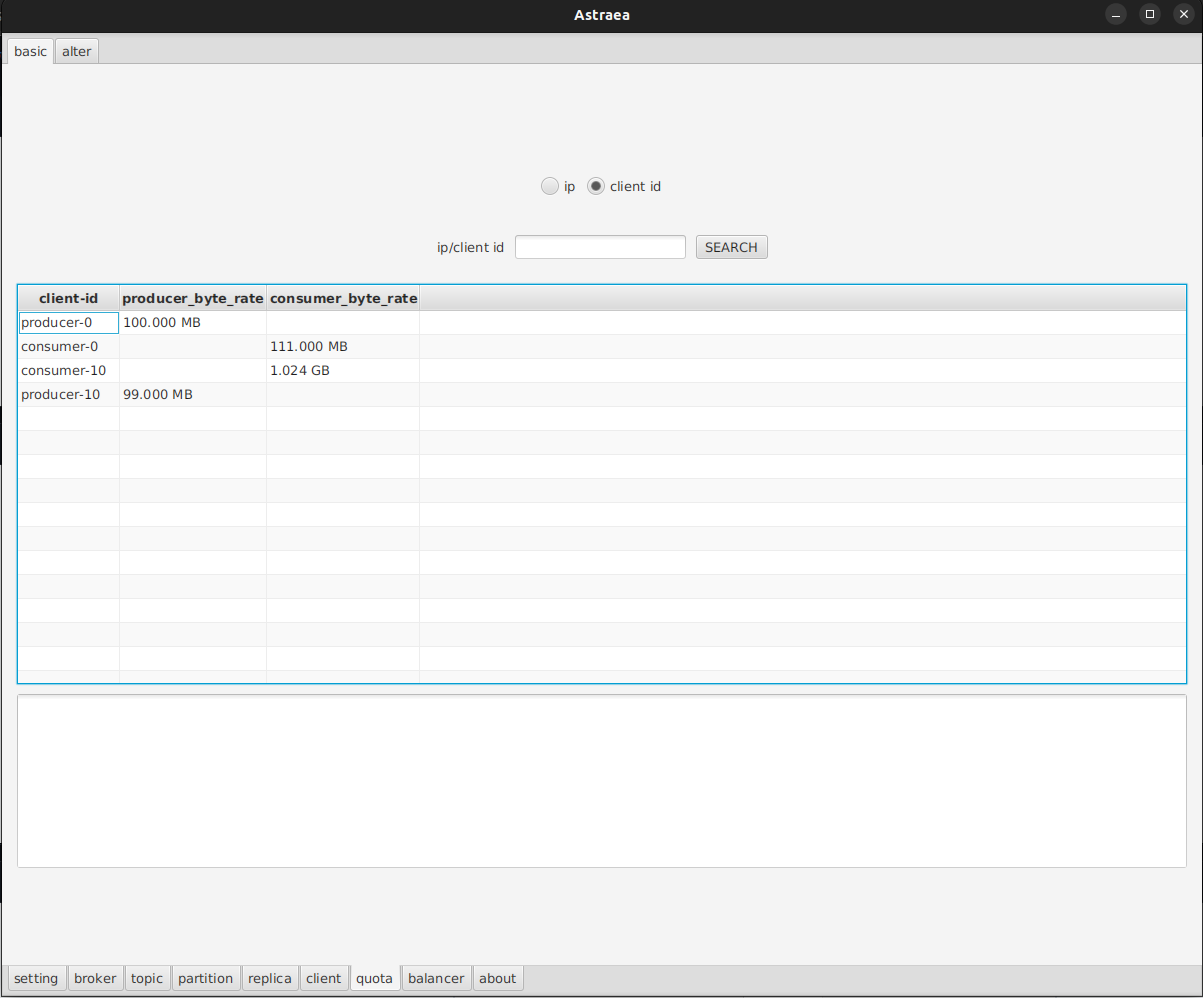 Astraea
basic alter
ip client id
ip/client id SEARCH
client-id producer_byte_rate consumer_byte_rate
producer-0 100.000 MB
consumer-0 111.000 MB
consumer-10 1.024 GB
producer-10 99.000 MB
setting broker topic partition replica client quota balancer about